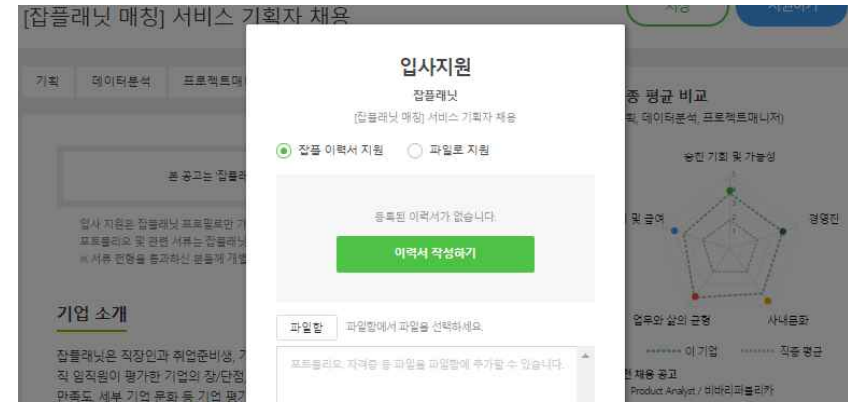 [잡플래닛 매칭] 서비스 기획자 채용
지원하기
기획
데이터분석
프로젝트매
본 공고는 '잡플래
입사 지원은 잡플래닛 프로필로만 가
포트폴리오 및 관련 서류는 잡플래닛
※ 서류 전형을 통과하신 분들께 개별
기업 소개
잡플래닛은 직장인과 취업준비생, 기
직 임직원이 평가한 기업의 장/단점,
만족도, 세부 기업 문화 등 기업 평가
입사지원
잡플래닛
[잡플래닛 매칭] 서비스 기획자 채용
잡플 이력서 지원
파일로 지원
등록된 이력서가 없습니다.
이력서 작성하기
파일함
파일함에서 파일을 선택하세요.
포트폴리오, 자격증 등 파일을 파일함에 추가할 수 있습니다.
종 평균 비교
획, 데이터분석, 프로젝트매니저)
승진 기회 및 가능성
및 급여
경영진
업무와 삶의 균형
사내문화
이 기업
직종 평균
천 채용 공고
Product Analyst / 비바리퍼블리카